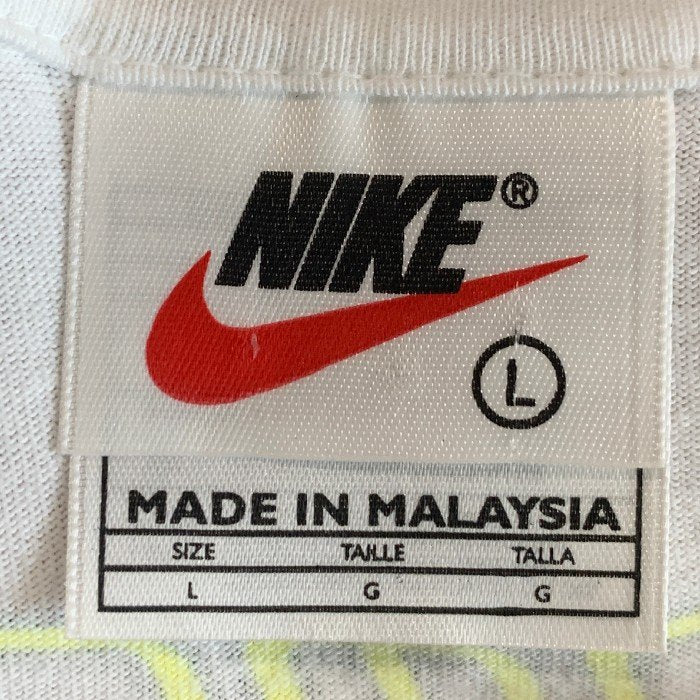 NIKE®
L
MADE IN MALAYSIA
SIZE TAILLE TALLA
L G G